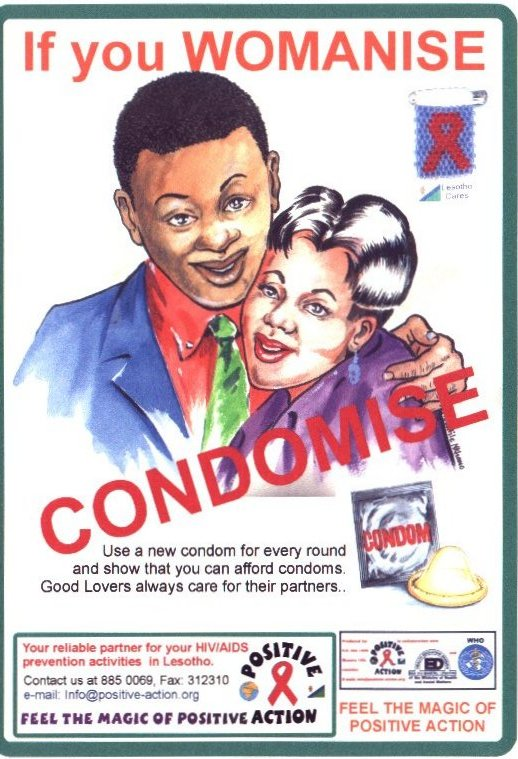 If you WOMANISE
Lesotho
Cares
CONDOMISE
CONDOM
Use a new condom for every round
and show that you can afford condoms.
Good Lovers always care for their partners..
Your reliable partner for your HIV/AIDS
prevention activities in Lesotho.
Contact us at 885 0069, Fax: 312310
e-mail: Info@positive-action.org
FEEL THE MAGIC OF POSITIVE ACTION
POSITIVE
WHO
FEEL THE MAGIC OF
POSITIVE ACTION